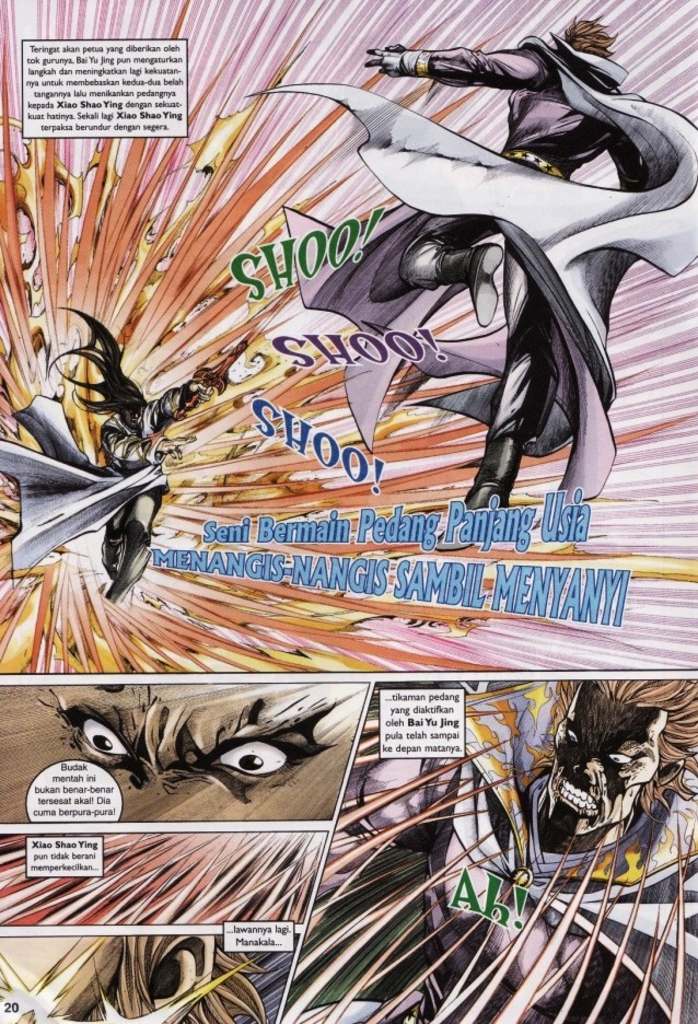 Teringat akan petua yang diberikan oleh
tok gurunya, Bai Yu Jing pun mengaturkan
langkah dan meningkatkan lagi kekuatan-
nya untuk membebaskan kedua-dua belah
tangannya lalu menikankan pedangnya
kepada Xiao Shao Ying dengan sekuat-
kuat hatinya. Sekali lagi Xiao Shao Ying
terpaksa berundur dengan segera.
SHOO!
SHOO!
SHOO!
Seni Bermain Pedang Panjang Usia
MENANGIS-NANGIS SAMBIL MENYANYI
Budak
mentah ini
bukan benar-benar
tersesat akal! Dia
cuma berpura-pura!
Xiao Shao Ying
pun tidak berani
memperkecilkan...
...lawannya lagi.
Manakala...
...tikaman pedang
yang diaktifkan
oleh Bai Yu Jing
pula telah sampai
ke depan matanya.
Ah!
20